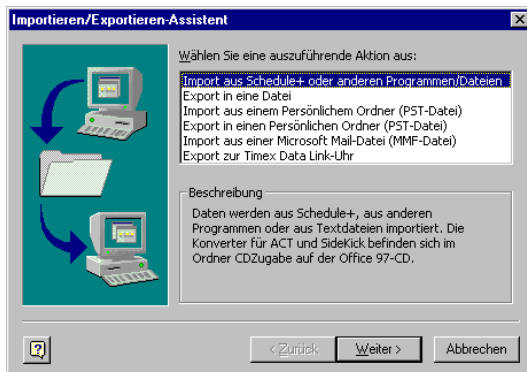 Importieren/Exportieren-Assistent
Wählen Sie eine auszuführende Aktion aus:
Import aus Schedule+ oder anderen Programmen/Dateien
Export in eine Datei
Import aus einem Persönlichem Ordner (PST-Datei)
Export in einen Persönlichen Ordner (PST-Datei)
Import aus einer Microsoft Mail-Datei (MMF-Datei)
Export zur Timex Data Link-Uhr
Beschreibung
Daten werden aus Schedule+, aus anderen
Programmen oder aus Textdateien importiert. Die
Konverter für ACT und SideKick befinden sich im
Ordner CDZugabe auf der Office 97-CD.
< Zurück
Weiter >
Abbrechen